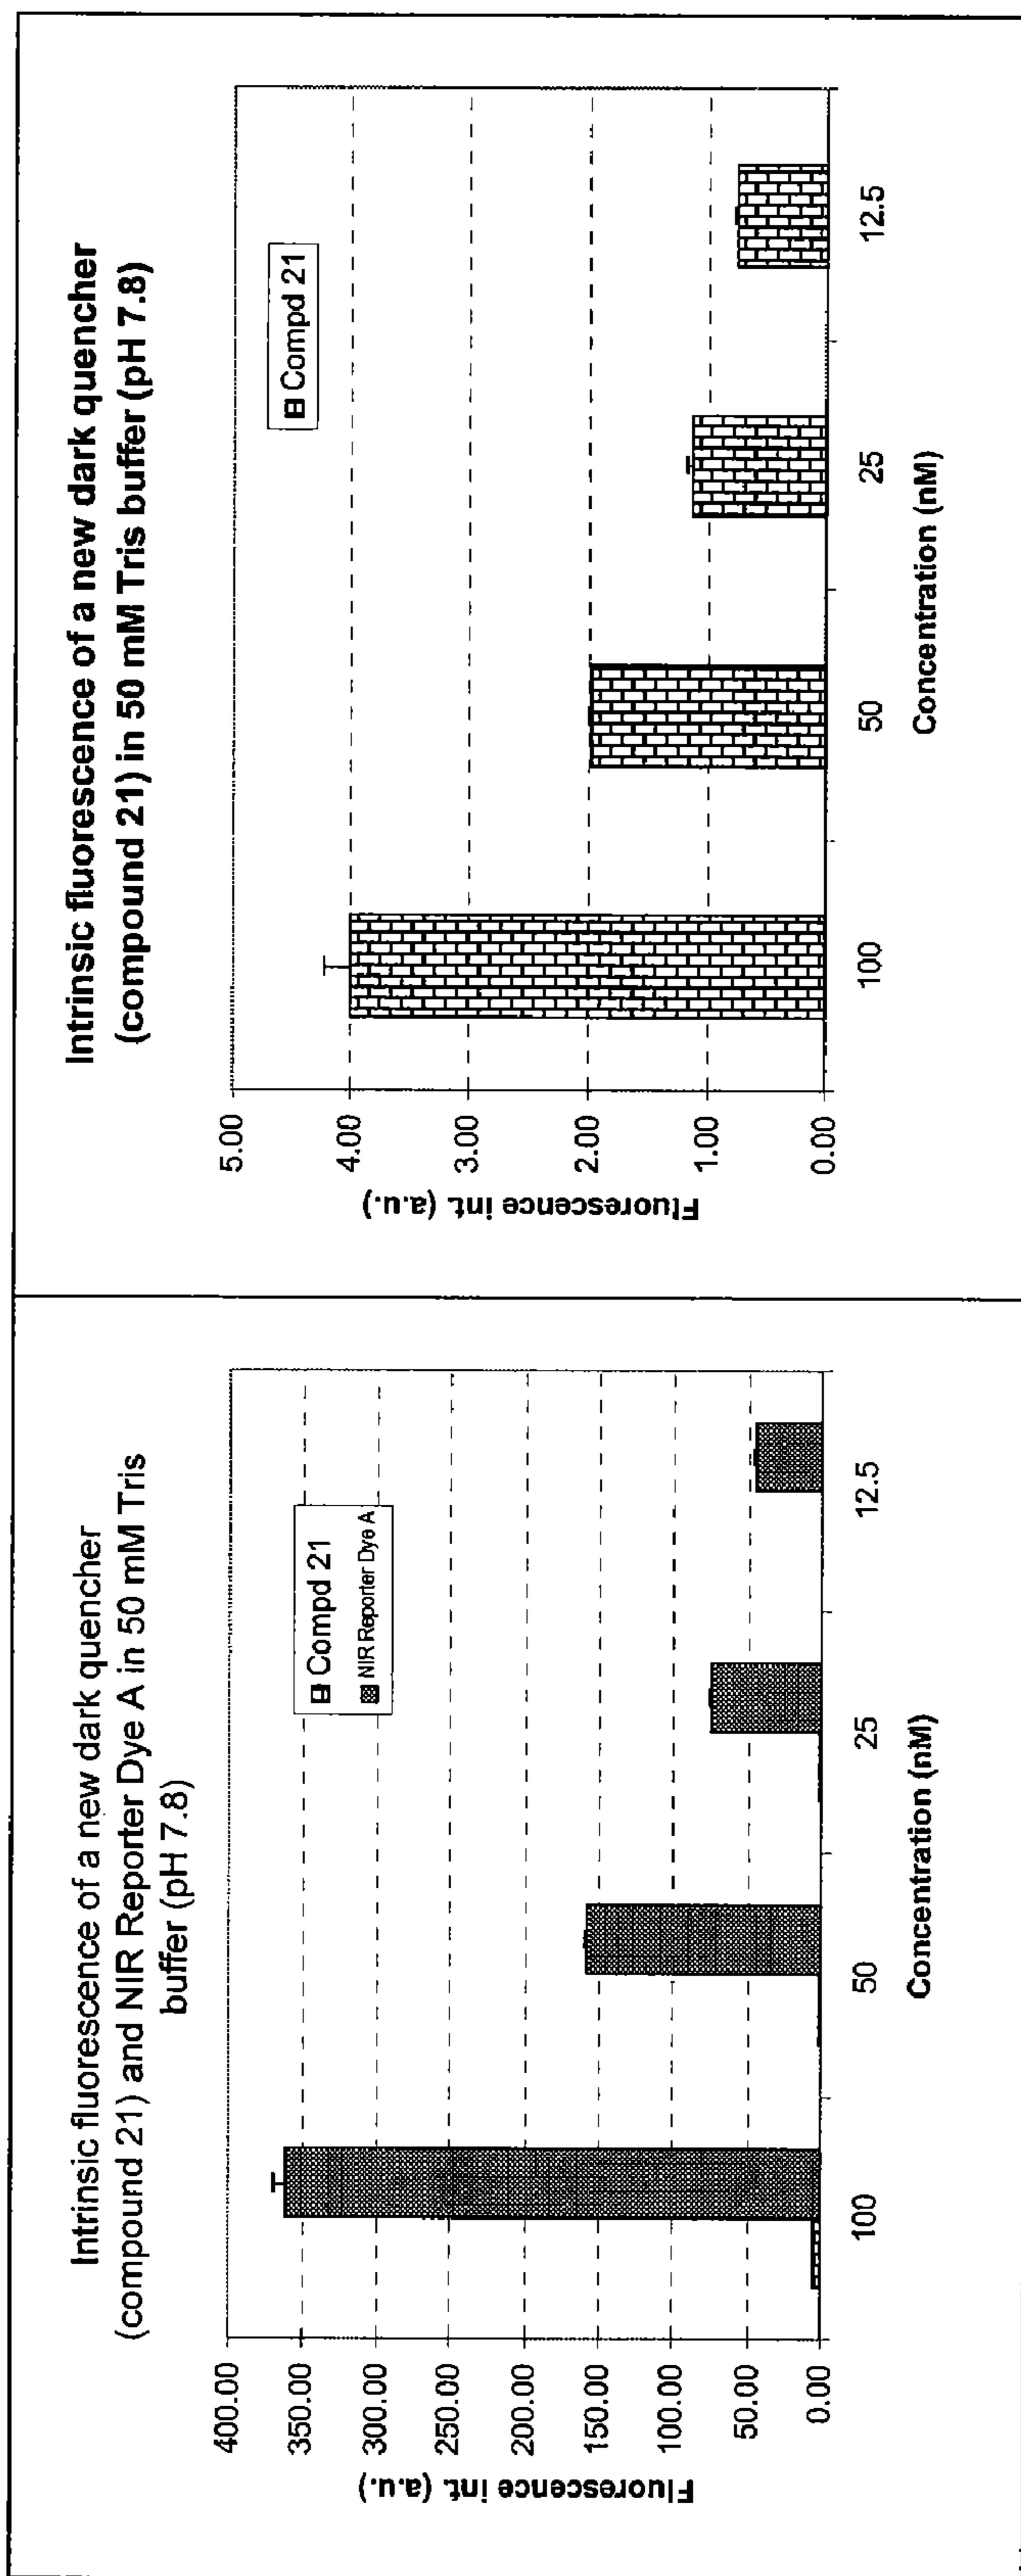 Intrinsic fluorescence of a new dark quencher
(compound 21) and NIR Reporter Dye A in 50 mM Tris
buffer (pH 7.8)
400.00
350.00
300.00
250.00
200.00
150.00
100.00
50.00
0.00
Fluorescence int. (a.u.)
Compd 21
NIR Reporter Dye A
100
50
25
12.5
Concentration (nM)
Intrinsic fluorescence of a new dark quencher
(compound 21) in 50 mM Tris buffer (pH 7.8)
5.00
4.00
3.00
2.00
1.00
0.00
Fluorescence int. (a.u.)
Compd 21
100
50
25
12.5
Concentration (nM)